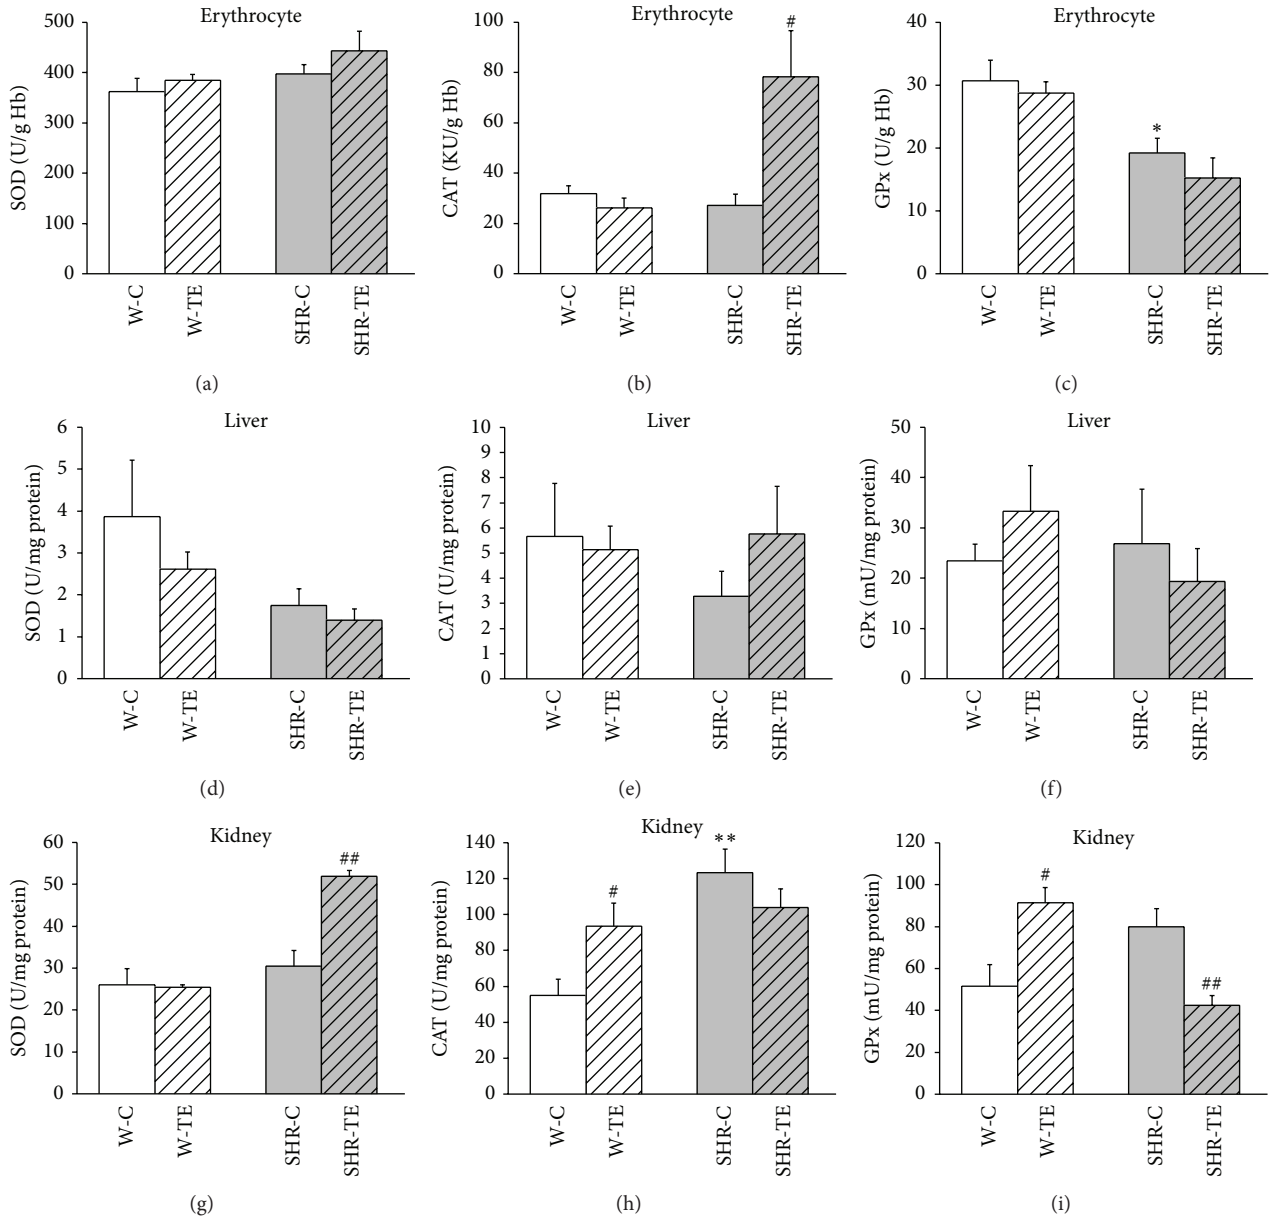 Erythrocyte
SOD (U/g Hb)
500
400
300
200
100
0
W-C
W-TE
SHR-C
SHR-TE
(a)
Erythrocyte
CAT (KU/g Hb)
100
80
60
40
20
0
#
W-C
W-TE
SHR-C
SHR-TE
(b)
Erythrocyte
GPx (U/g Hb)
40
30
20
10
0
*
W-C
W-TE
SHR-C
SHR-TE
(c)
Liver
SOD (U/mg protein)
6
5
4
3
2
1
0
W-C
W-TE
SHR-C
SHR-TE
(d)
Liver
CAT (U/mg protein)
10
9
8
7
6
5
4
3
2
1
0
W-C
W-TE
SHR-C
SHR-TE
(e)
Liver
GPx (mU/mg protein)
50
40
30
20
10
0
W-C
W-TE
SHR-C
SHR-TE
(f)
Kidney
SOD (U/mg protein)
60
50
40
30
20
10
0
##
W-C
W-TE
SHR-C
SHR-TE
(g)
Kidney
CAT (U/mg protein)
140
120
100
80
60
40
20
0
#
**
W-C
W-TE
SHR-C
SHR-TE
(h)
Kidney
GPx (mU/mg protein)
120
100
80
60
40
20
0
#
##
W-C
W-TE
SHR-C
SHR-TE
(i)